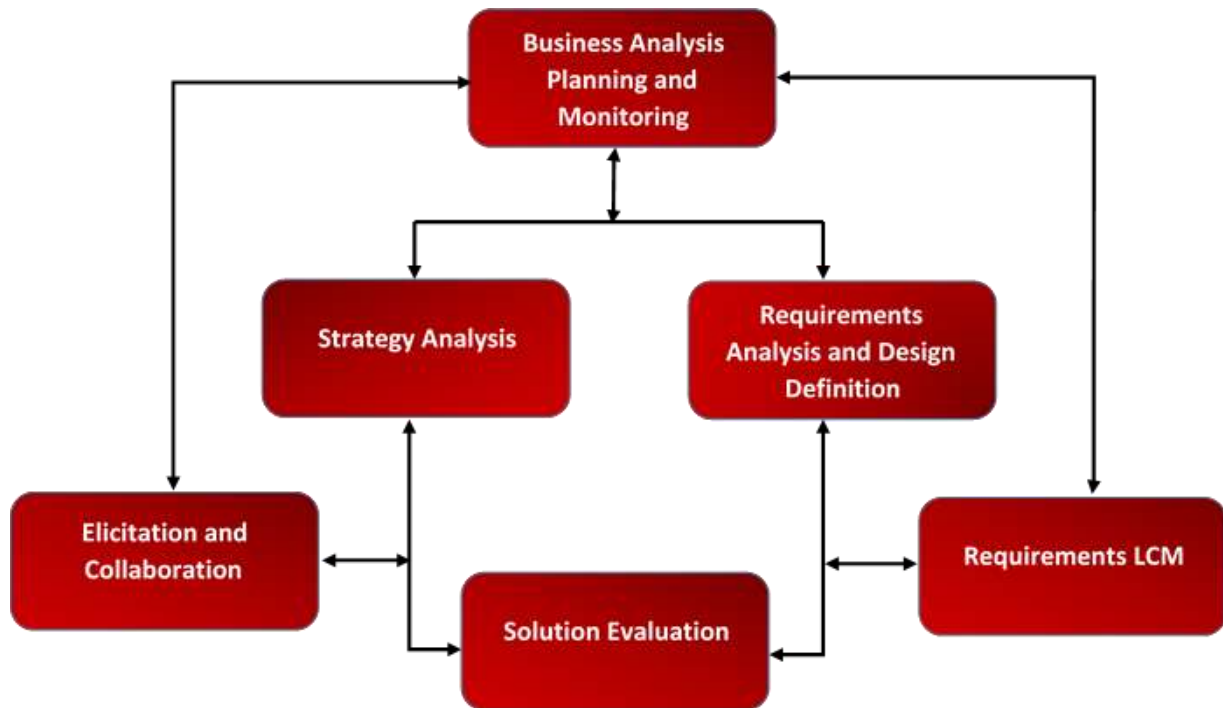 Business Analysis
Planning and
Monitoring
Strategy Analysis
Requirements
Analysis and Design
Definition
Elicitation and
Collaboration
Requirements LCM
Solution Evaluation